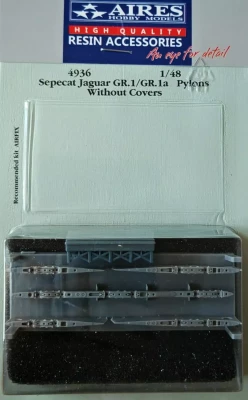 AIRES
HOBBY MODELS
HIGH QUALITY
RESIN ACCESSORIES
An eye for detail
4936 1/48
Sepecat Jaguar GR.1/GR.1a Pylons
Without Covers
Recommended kit AIRFIX